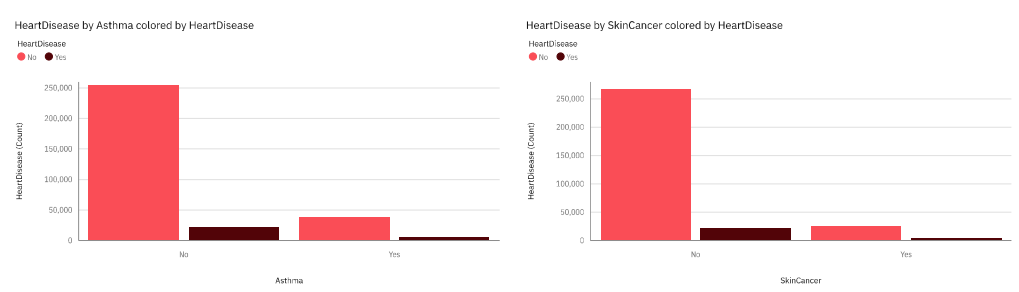 HeartDisease by Asthma colored by HeartDisease
HeartDisease
No Yes
250,000
200,000
150,000
100,000
50,000
0
HeartDisease (Count)
No Yes
Asthma
HeartDisease by SkinCancer colored by HeartDisease
HeartDisease
No Yes
250,000
200,000
150,000
100,000
50,000
0
HeartDisease (Count)
No Yes
SkinCancer